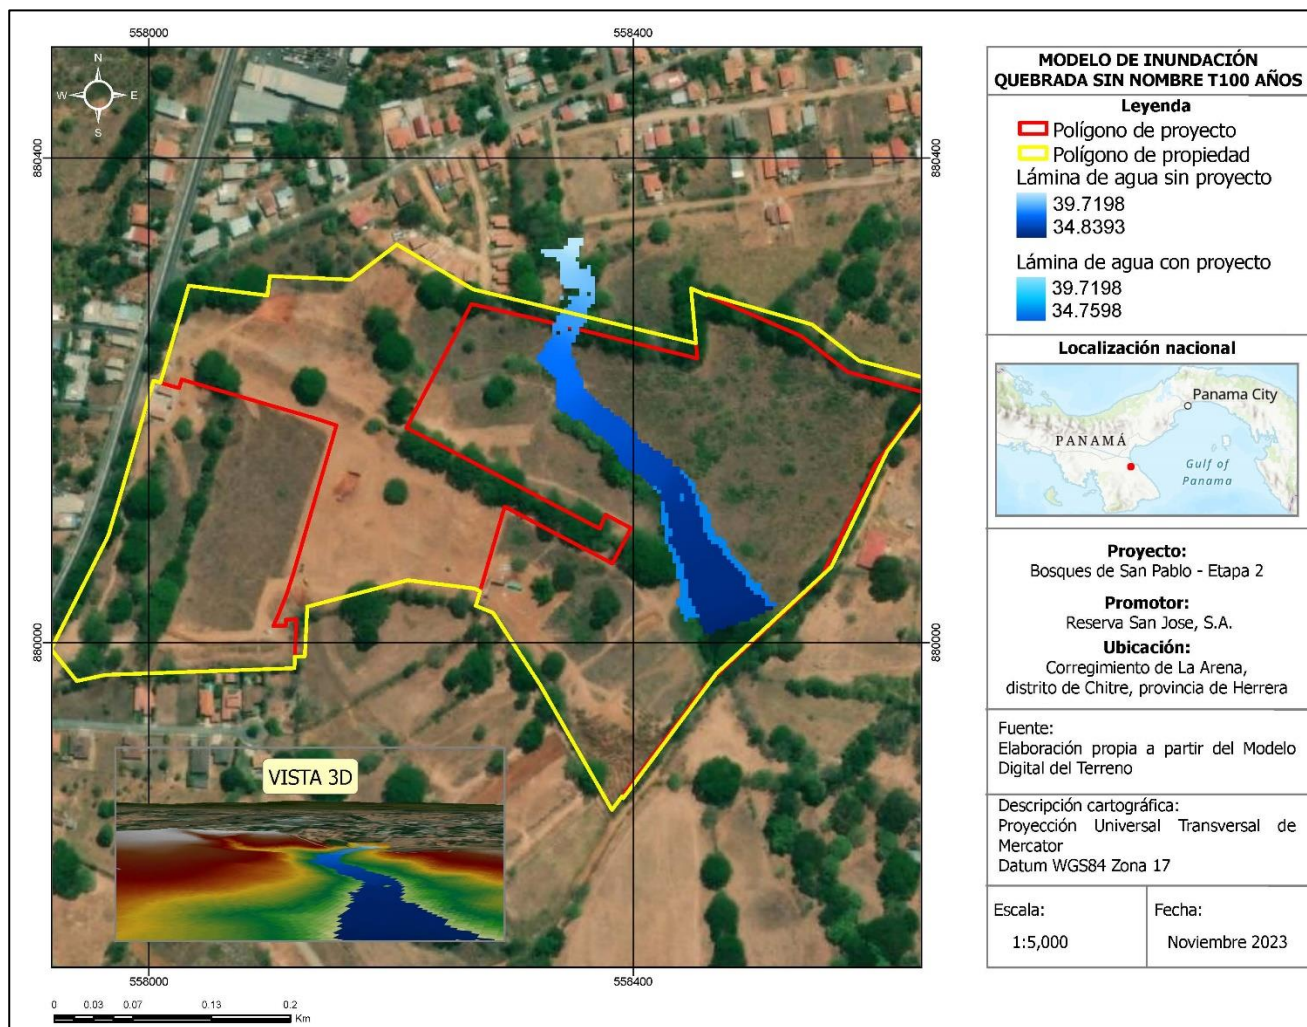 558000
558400
N
W
E
S
880400
880400
880000
880000
VISTA 3D
558000
558400
0 0.03 0.07 0.13 0.2
Km
MODELO DE INUNDACIÓN
QUEBRADA SIN NOMBRE T100 AÑOS
Leyenda
Polígono de proyecto
Polígono de propiedad
Lámina de agua sin proyecto
39.7198
34.8393
Lámina de agua con proyecto
39.7198
34.7598
Localización nacional
Panama City
PANAMÁ
Gulf of
Panama
Proyecto:
Bosques de San Pablo - Etapa 2
Promotor:
Reserva San Jose, S.A.
Ubicación:
Corregimiento de La Arena,
distrito de Chitre, provincia de Herrera
Fuente:
Elaboración propia a partir del Modelo
Digital del Terreno
Descripción cartográfica:
Proyección Universal Transversal de
Mercator
Datum WGS84 Zona 17
Escala:
1:5,000
Fecha:
Noviembre 2023